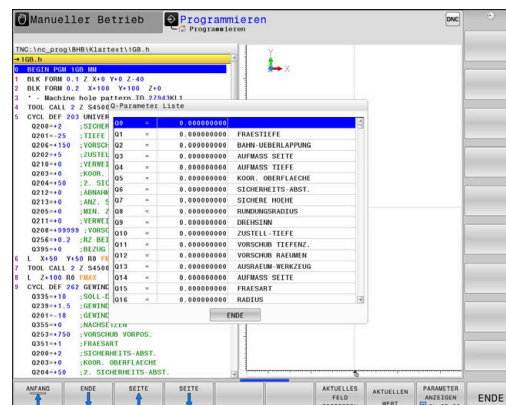 Manueller Betrieb
Programmieren
Programmieren
DNC
TNC:\nc_prog\BHB\Klartext\1GB.h
→1GB.h
0 BEGIN PGM 1GB MM
1 BLK FORM 0.1 Z X+0 Y+0 Z-40
2 BLK FORM 0.2 X+100 Y+100 Z+0
3 * - Machine hole pattern ID 27943KL1
4 TOOL CALL 2 Z S4500
5 CYCL DEF 203 UNIVER
Q200=+2 ;SICHER
Q201=-25 ;TIEFE
Q206=+150 ;VORSCH
Q202=+5 ;ZUSTEL
Q210=+0 ;VERWEI
Q203=+0 ;KOOR.
Q204=+50 ;2. SIC
Q212=+0 ;ABNAHM
Q213=+0 ;ANZ. S
Q205=+0 ;MIN. Z
Q211=+0 ;VERWEI
Q208=+99999 ;VORSC
Q256=+0.2 ;RZ BEI
Q395=+0 ;BEZUG
6 L X+50 Y+50 R0 FM
7 TOOL CALL 2 Z S4500
8 L Z+100 R0 FMAX
9 CYCL DEF 262 GEWIND
Q335=+10 ;SOLL-D
Q239=+1.5 ;GEWIND
Q201=-18 ;GEWIND
Q355=+0 ;NACHSETZEN
Q253=+750 ;VORSCHUB VORPOS.
Q351=+1 ;FRAESART
Q200=+2 ;SICHERHEITS-ABST.
Q203=+0 ;KOOR. OBERFLAECHE
Q204=+50 ;2. SICHERHEITS-ABST.
Y
X
Q-Parameter Liste
Q0 = 0.000000000
Q1 = 0.000000000 FRAESTIEFE
Q2 = 0.000000000 BAHN-UEBERLAPPUNG
Q3 = 0.000000000 AUFMASS SEITE
Q4 = 0.000000000 AUFMASS TIEFE
Q5 = 0.000000000 KOOR. OBERFLAECHE
Q6 = 0.000000000 SICHERHEITS-ABST.
Q7 = 0.000000000 SICHERE HOEHE
Q8 = 0.000000000 RUNDUNGSRADIUS
Q9 = 0.000000000 DREHSINN
Q10 = 0.000000000 ZUSTELL-TIEFE
Q11 = 0.000000000 VORSCHUB TIEFENZ.
Q12 = 0.000000000 VORSCHUB RAEUMEN
Q13 = 0.000000000 AUSRAEUM-WERKZEUG
Q14 = 0.000000000 AUFMASS SEITE
Q15 = 0.000000000 FRAESART
Q16 = 0.000000000 RADIUS
ENDE
ANFANG
ENDE
SEITE
SEITE
AKTUELLES FELD
AKTUELLEN WERT
PARAMETER ANZEIGEN
ENDE